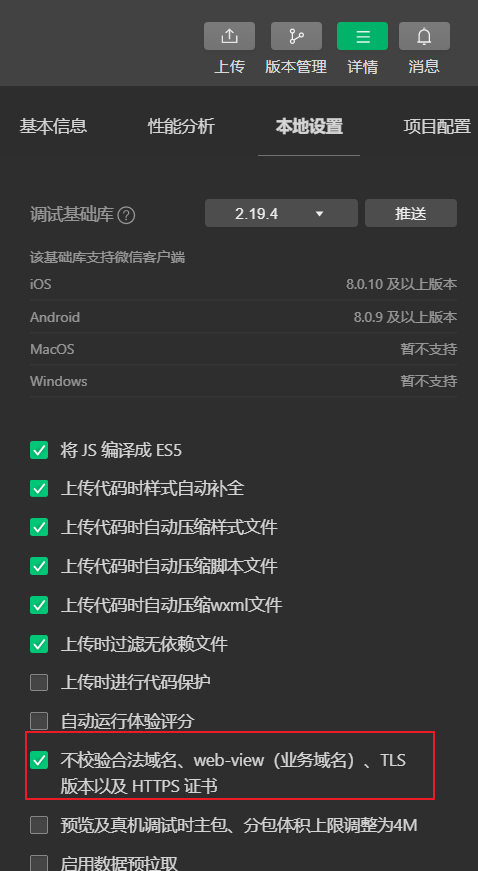 上传 版本管理 详情 消息
基本信息 性能分析 本地设置 项目配置
调试基础库 ? 2.19.4 ▼ 推送
该基础库支持微信客户端
iOS 8.0.10 及以上版本
Android 8.0.9 及以上版本
MacOS 暂不支持
Windows 暂不支持
将 JS 编译成 ES5
上传代码时样式自动补全
上传代码时自动压缩样式文件
上传代码时自动压缩脚本文件
上传代码时自动压缩wxml文件
上传时过滤无依赖文件
上传时进行代码保护
自动运行体验评分
不校验合法域名、web-view（业务域名）、TLS
版本以及 HTTPS 证书
预览及真机调试时主包、分包体积上限调整为4M
启用数据预拉取